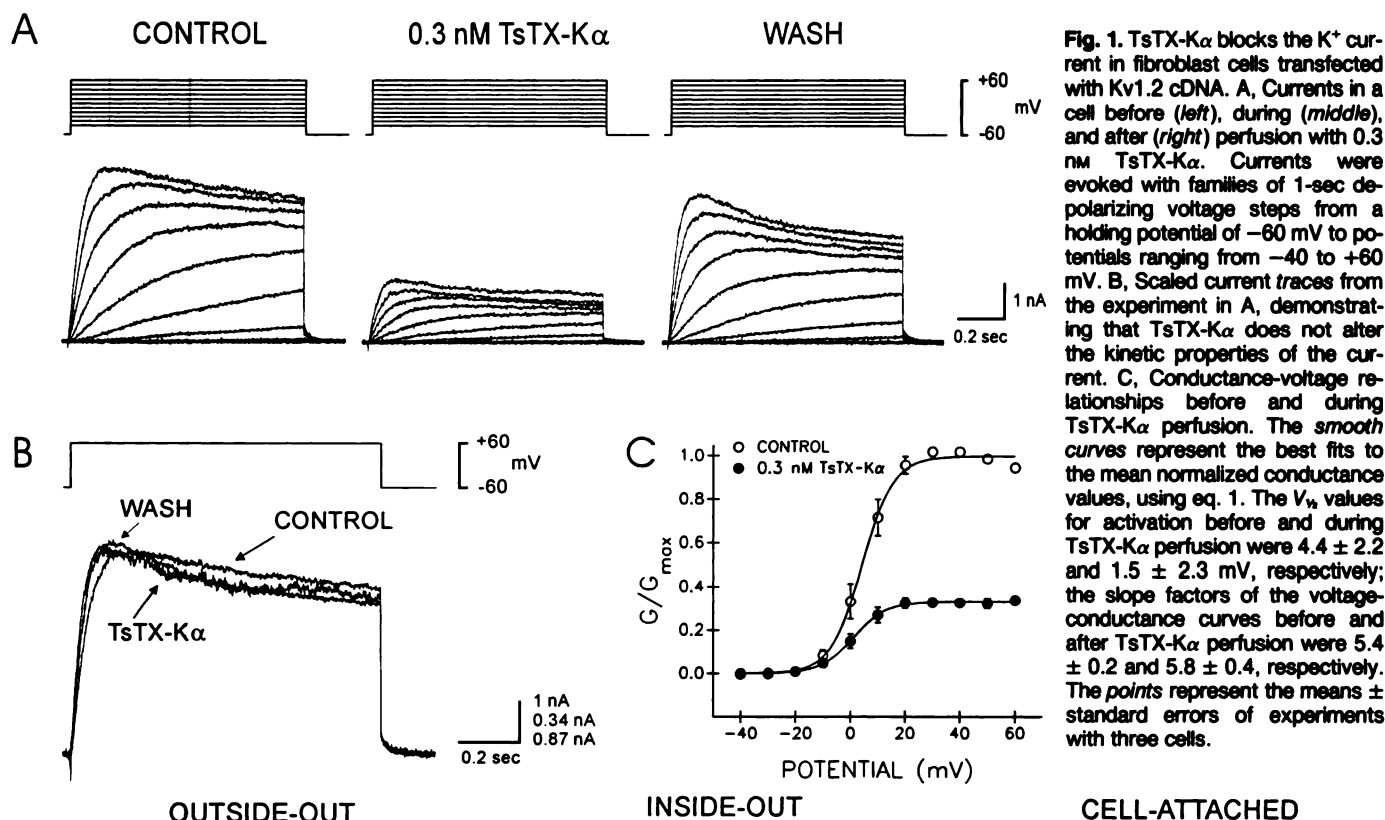 A
CONTROL
0.3 nM TsTX-Kα
WASH
+60
mV
-60
1 nA
0.2 sec
Fig. 1. TsTX-Kα blocks the K⁺ cur-
rent in fibroblast cells transfected
with Kv1.2 cDNA. A, Currents in a
cell before (left), during (middle),
and after (right) perfusion with 0.3
nM TsTX-Kα. Currents were
evoked with families of 1-sec de-
polarizing voltage steps from a
holding potential of −60 mV to po-
tentials ranging from −40 to +60
mV. B, Scaled current traces from
the experiment in A, demonstrat-
ing that TsTX-Kα does not alter
the kinetic properties of the cur-
rent. C, Conductance-voltage re-
lationships before and during
TsTX-Kα perfusion. The smooth
curves represent the best fits to
the mean normalized conductance
values, using eq. 1. The V½ values
for activation before and during
TsTX-Kα perfusion were 4.4 ± 2.2
and 1.5 ± 2.3 mV, respectively;
the slope factors of the voltage-
conductance curves before and
after TsTX-Kα perfusion were 5.4
± 0.2 and 5.8 ± 0.4, respectively.
The points represent the means ±
standard errors of experiments
with three cells.
B
+60
mV
-60
WASH
CONTROL
TsTX-Kα
1 nA
0.34 nA
0.87 nA
0.2 sec
C
CONTROL
0.3 nM TsTX-Kα
1.0
0.8
0.6
0.4
0.2
0.0
G/Gmax
−40 −20 0 20 40 60
POTENTIAL (mV)
OUTSIDE-OUT
INSIDE-OUT
CELL-ATTACHED